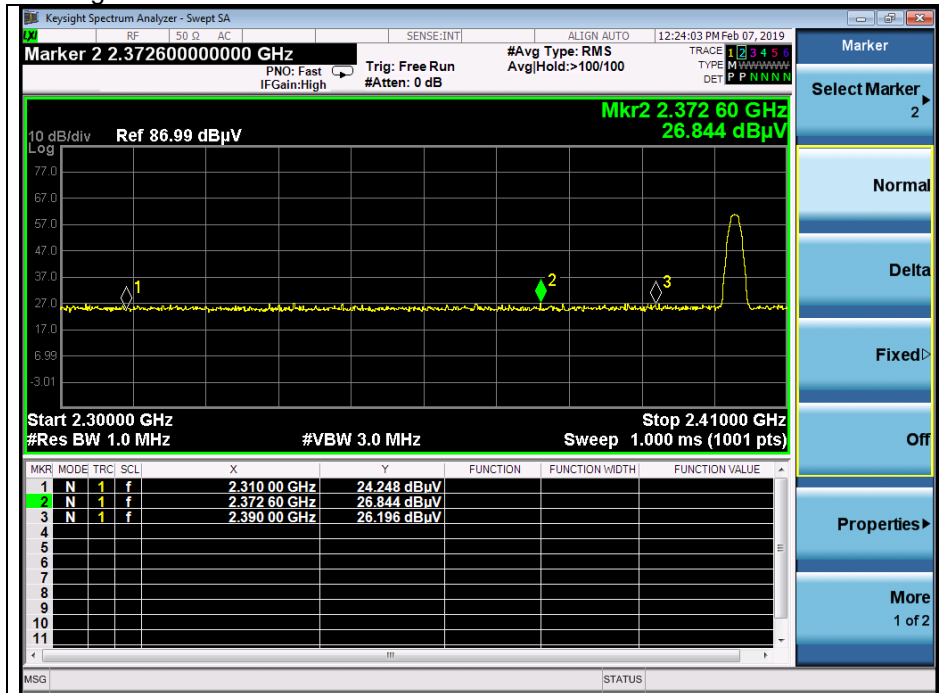 Keysight Spectrum Analyzer - Swept SA
LXI RF 50 Ω AC SENSE:INT ALIGN AUTO 12:24:03 PM Feb 07, 2019
Marker 2 2.372600000000 GHz
PNO: Fast
IFGain:High
Trig: Free Run
#Atten: 0 dB
#Avg Type: RMS
Avg|Hold:>100/100
TRACE 1 2 3 4 5 6
TYPE M W W W W W
DET P P N N N N
Mkr2 2.372 60 GHz
26.844 dBµV
10 dB/div Ref 86.99 dBµV
Log
77.0
67.0
57.0
47.0
37.0
27.0
17.0
6.99
-3.01
1
2
3
Start 2.30000 GHz Stop 2.41000 GHz
#Res BW 1.0 MHz #VBW 3.0 MHz Sweep 1.000 ms (1001 pts)
MKR MODE TRC SCL X Y FUNCTION FUNCTION WIDTH FUNCTION VALUE
1 N 1 f 2.310 00 GHz 24.248 dBµV
2 N 1 f 2.372 60 GHz 26.844 dBµV
3 N 1 f 2.390 00 GHz 26.196 dBµV
4
5
6
7
8
9
10
11
MSG STATUS
Marker
Select Marker
2
Normal
Delta
Fixed
Off
Properties
More
1 of 2